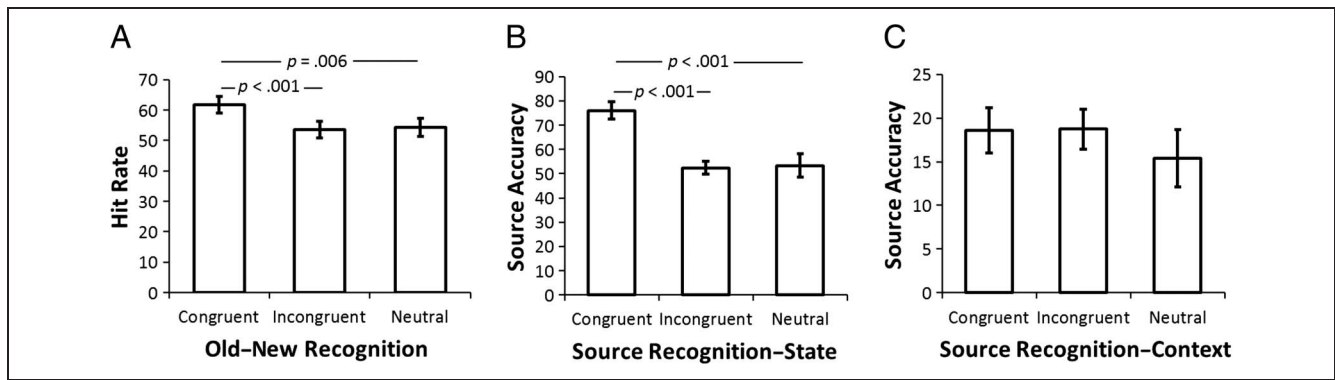 A
p = .006
p < .001
70
60
50
40
30
20
10
0
Hit Rate
Congruent Incongruent Neutral
Old–New Recognition
B
p < .001
p < .001
90
80
70
60
50
40
30
20
10
0
Source Accuracy
Congruent Incongruent Neutral
Source Recognition–State
C
25
20
15
10
5
0
Source Accuracy
Congruent Incongruent Neutral
Source Recognition–Context